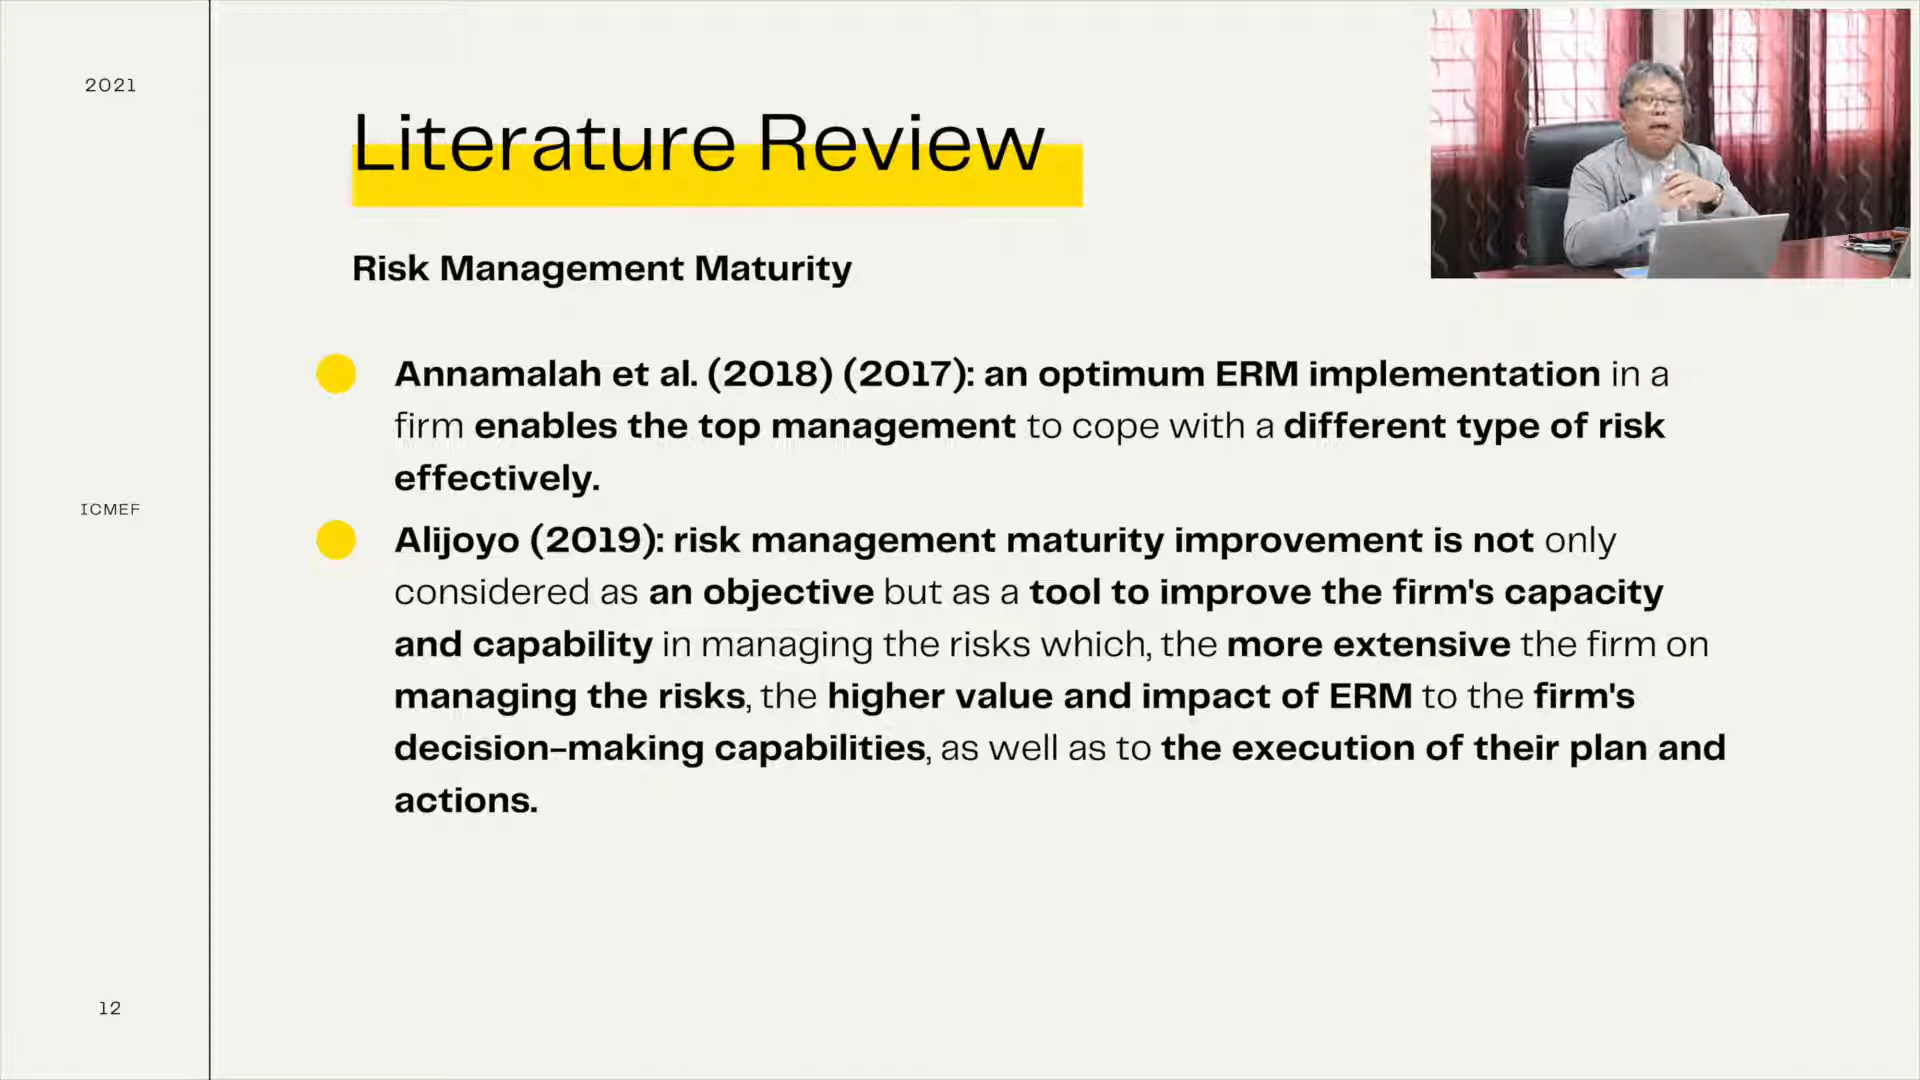 2021
Literature Review
Risk Management Maturity
Annamalah et al. (2018) (2017): an optimum ERM implementation in a
firm enables the top management to cope with a different type of risk
effectively.
ICMEF
Alijoyo (2019): risk management maturity improvement is not only
considered as an objective but as a tool to improve the firm's capacity
and capability in managing the risks which, the more extensive the firm on
managing the risks, the higher value and impact of ERM to the firm's
decision-making capabilities, as well as to the execution of their plan and
actions.
12